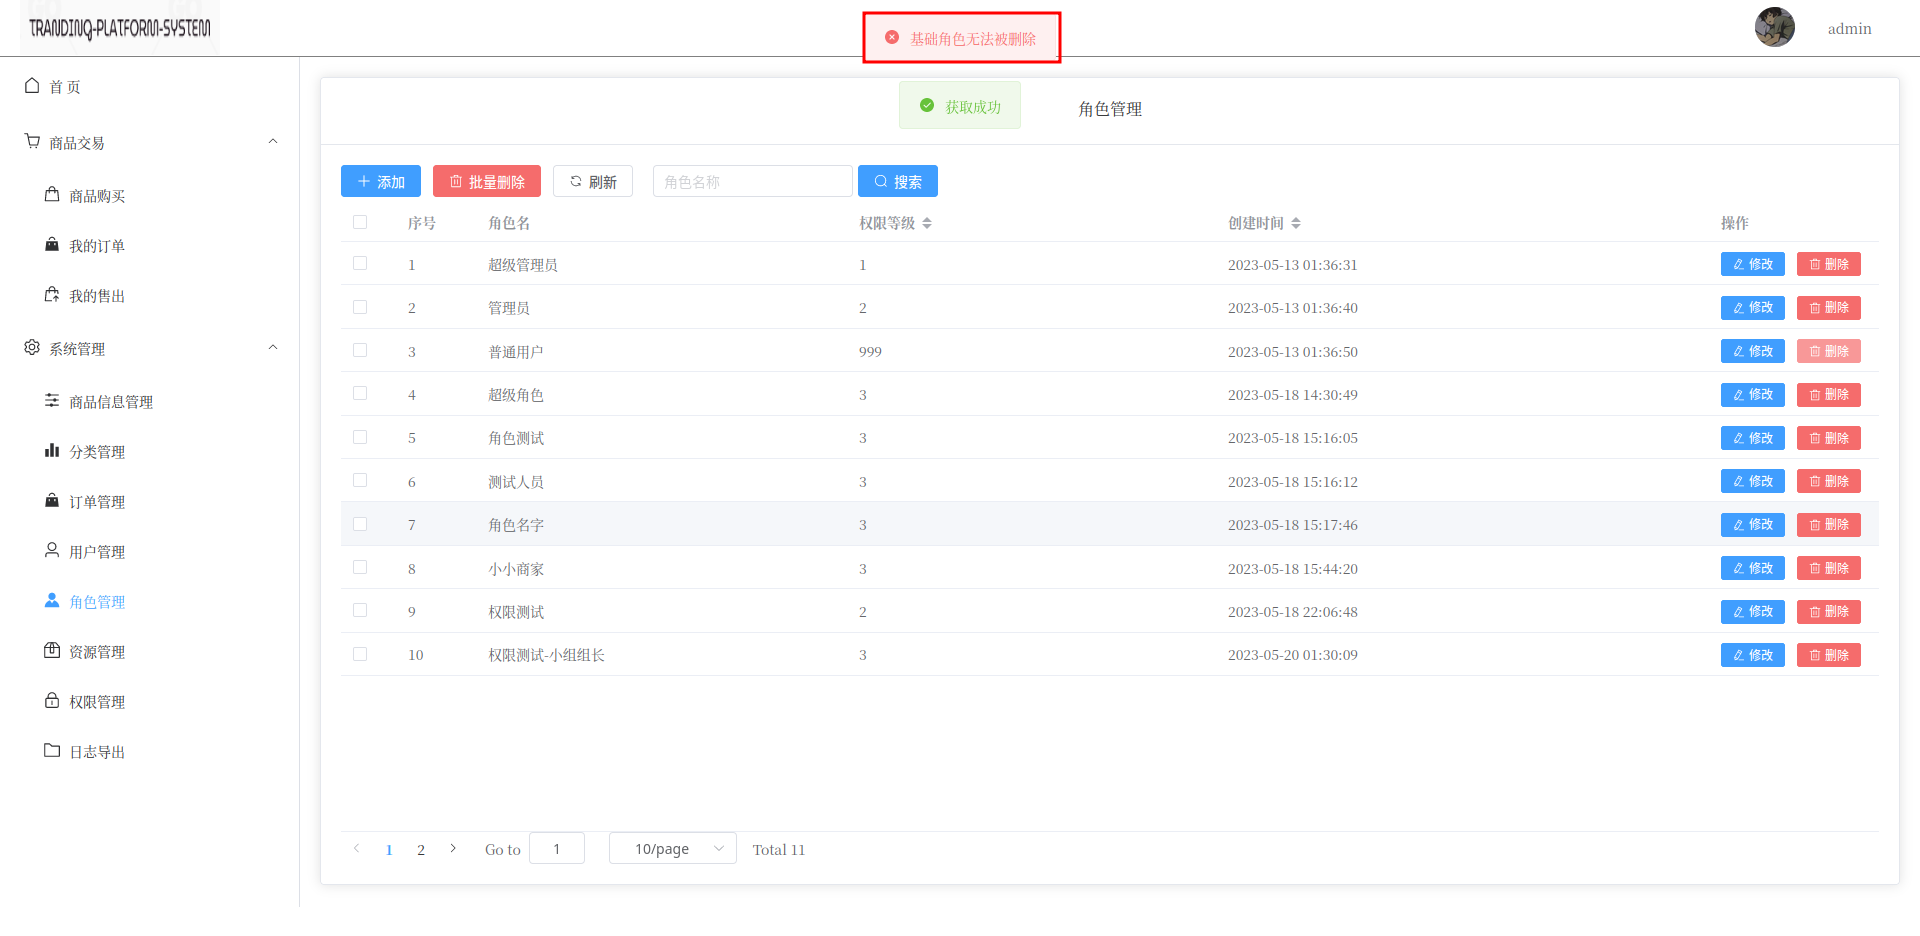 TRANDINQ-PLATFORM-SYSTEM
基础角色无法被删除
admin
首 页
商品交易
商品购买
我的订单
我的售出
系统管理
商品信息管理
分类管理
订单管理
用户管理
角色管理
资源管理
权限管理
日志导出
获取成功
角色管理
添加 批量删除 刷新 角色名称 搜索
序号 角色名 权限等级 创建时间 操作
1 超级管理员 1 2023-05-13 01:36:31 修改 删除
2 管理员 2 2023-05-13 01:36:40 修改 删除
3 普通用户 999 2023-05-13 01:36:50 修改 删除
4 超级角色 3 2023-05-18 14:30:49 修改 删除
5 角色测试 3 2023-05-18 15:16:05 修改 删除
6 测试人员 3 2023-05-18 15:16:12 修改 删除
7 角色名字 3 2023-05-18 15:17:46 修改 删除
8 小小商家 3 2023-05-18 15:44:20 修改 删除
9 权限测试 2 2023-05-18 22:06:48 修改 删除
10 权限测试-小组组长 3 2023-05-20 01:30:09 修改 删除
1 2 Go to 1 10/page Total 11